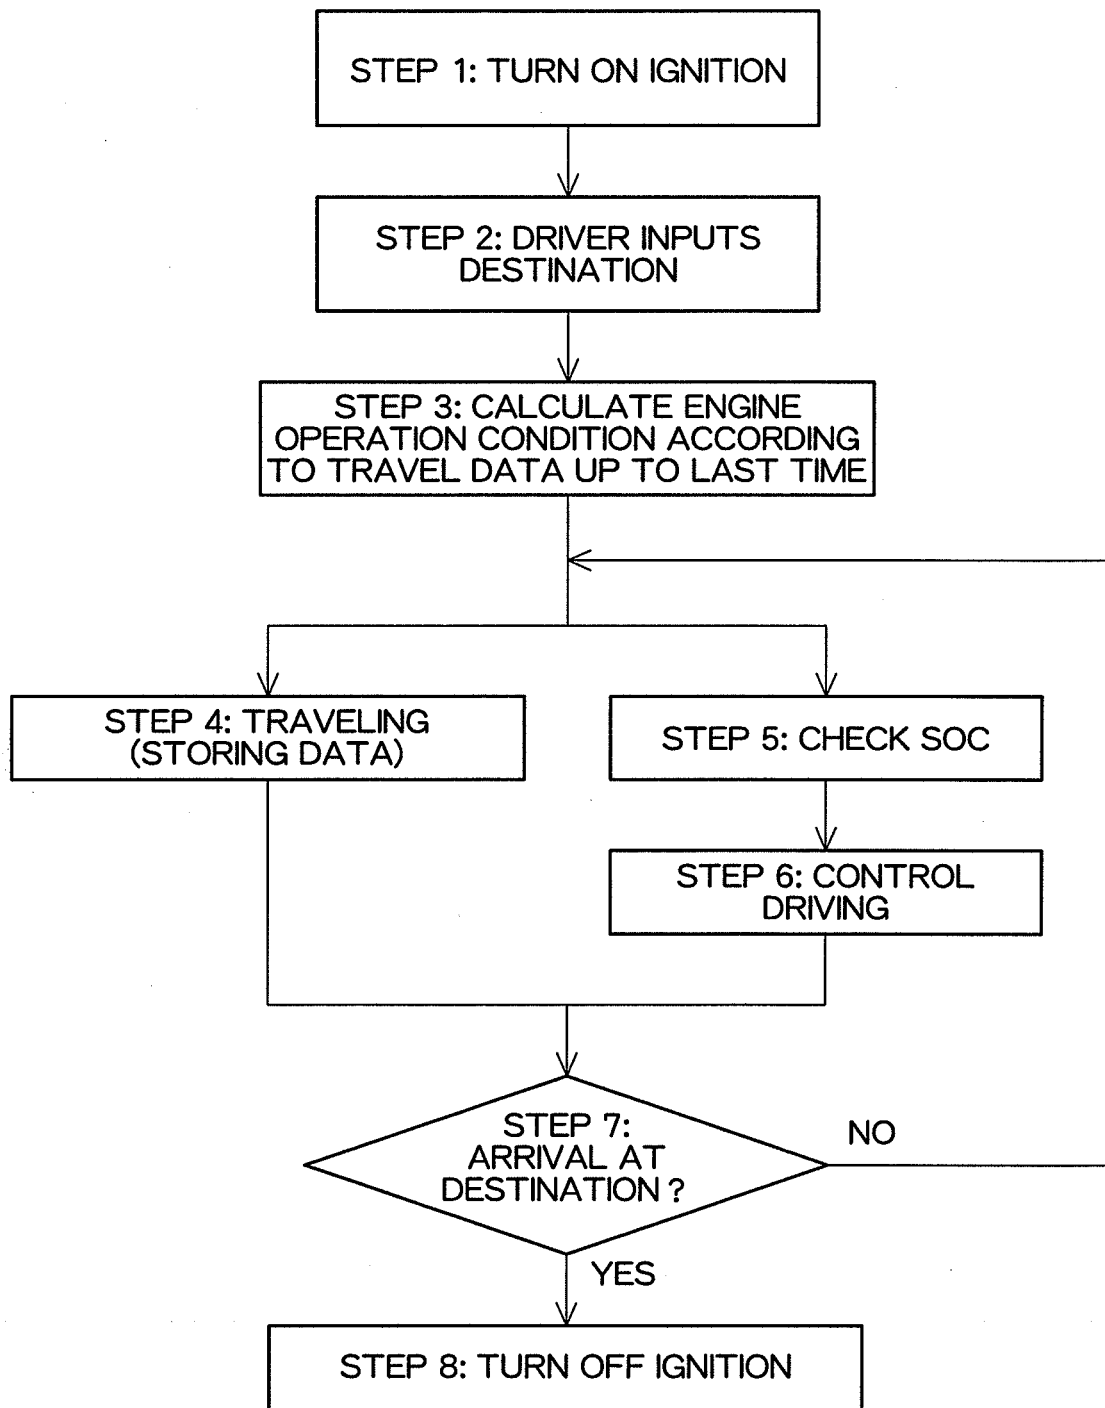 STEP 1: TURN ON IGNITION
STEP 2: DRIVER INPUTS
DESTINATION
STEP 3: CALCULATE ENGINE
OPERATION CONDITION ACCORDING
TO TRAVEL DATA UP TO LAST TIME
STEP 4: TRAVELING
(STORING DATA)
STEP 5: CHECK SOC
STEP 6: CONTROL
DRIVING
STEP 7:
ARRIVAL AT
DESTINATION ?
NO
YES
STEP 8: TURN OFF IGNITION